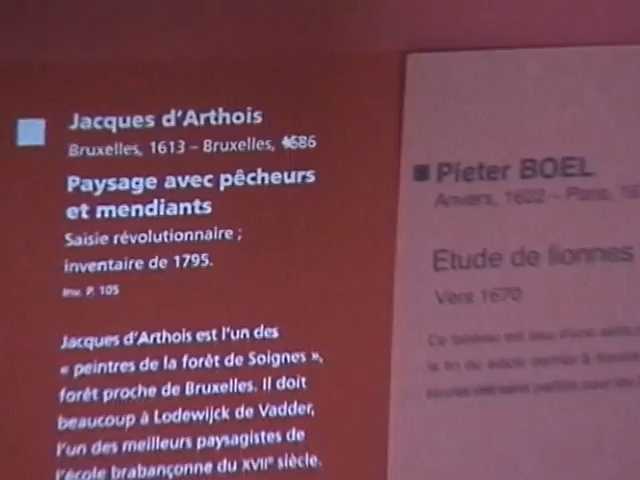 Jacques d'Arthois
Bruxelles, 1613 – Bruxelles, 1686
Paysage avec pêcheurs
et mendiants
Saisie révolutionnaire ;
inventaire de 1795.
Inv. P. 105
Jacques d'Arthois est l'un des
« peintres de la forêt de Soignes »,
forêt proche de Bruxelles. Il doit
beaucoup à Lodewijck de Vadder,
l'un des meilleurs paysagistes de
l'école brabançonne du XVIIe siècle.
Pieter BOEL
Anvers, 1622 – Paris,
Etude de lionnes
Vers 1670